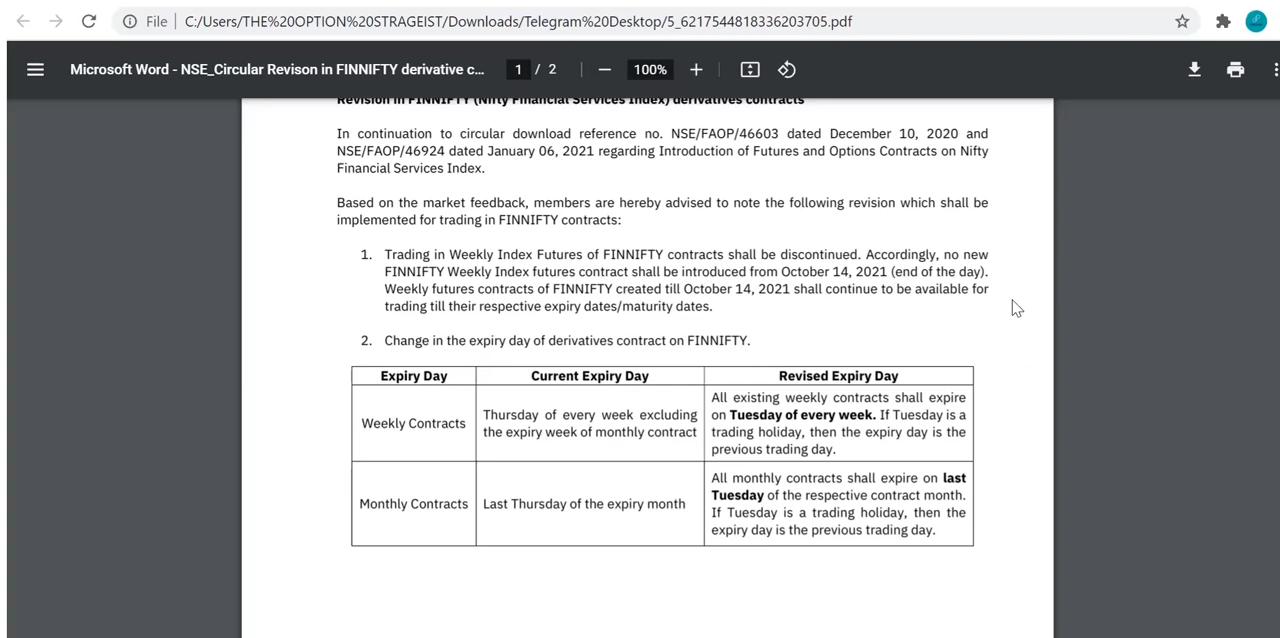 File
C:/Users/THE%20OPTION%20STRAGEIST/Downloads/Telegram%20Desktop/5_6217544818336203705.pdf
Microsoft Word - NSE_Circular Revison in FINNIFTY derivative c...
1 / 2
100%
Revision in FINNIFTY (Nifty Financial Services Index) derivatives contracts
In continuation to circular download reference no. NSE/FAOP/46603 dated December 10, 2020 and
NSE/FAOP/46924 dated January 06, 2021 regarding Introduction of Futures and Options Contracts on Nifty
Financial Services Index.
Based on the market feedback, members are hereby advised to note the following revision which shall be
implemented for trading in FINNIFTY contracts:
1. Trading in Weekly Index Futures of FINNIFTY contracts shall be discontinued. Accordingly, no new
FINNIFTY Weekly Index futures contract shall be introduced from October 14, 2021 (end of the day).
Weekly futures contracts of FINNIFTY created till October 14, 2021 shall continue to be available for
trading till their respective expiry dates/maturity dates.
2. Change in the expiry day of derivatives contract on FINNIFTY.
Expiry Day
Current Expiry Day
Revised Expiry Day
Weekly Contracts
Thursday of every week excluding
the expiry week of monthly contract
All existing weekly contracts shall expire
on Tuesday of every week. If Tuesday is a
trading holiday, then the expiry day is the
previous trading day.
Monthly Contracts
Last Thursday of the expiry month
All monthly contracts shall expire on last
Tuesday of the respective contract month.
If Tuesday is a trading holiday, then the
expiry day is the previous trading day.